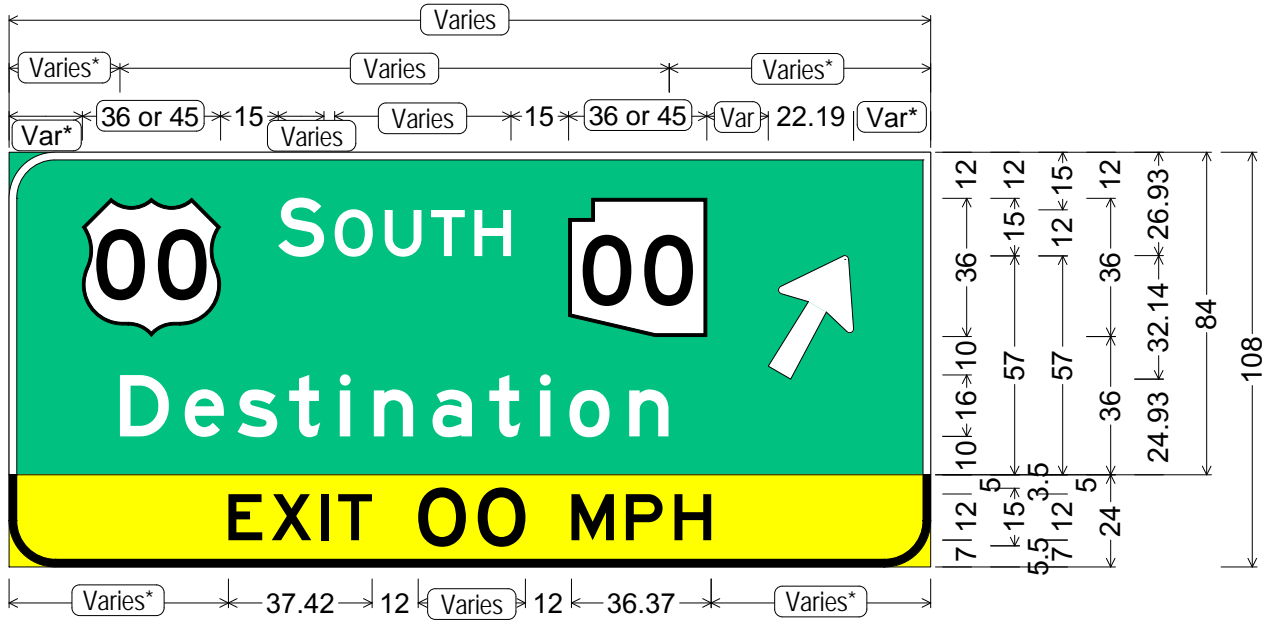 Varies
Varies* Varies Varies*
Var* 36 or 45 15 Varies Varies 15 36 or 45 Var 22.19 Var*
00 SOUTH 00
Destination
EXIT 00 MPH
12 36 10 16 10 5 12 7
12 15 57 5 15 5.5
15 12 57 3.5 12 7
12 36 36 5 24
26.93 32.14 24.93
84
108
Varies* 37.42 12 Varies 12 36.37 Varies*